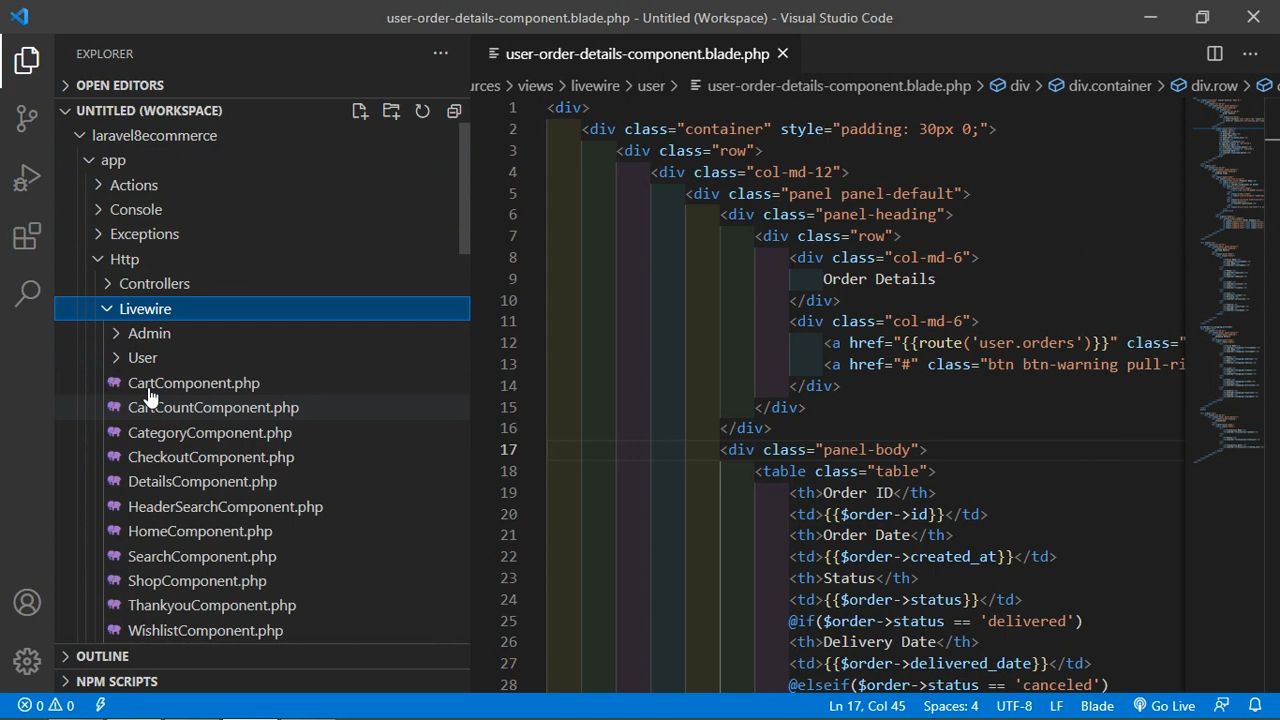 user-order-details-component.blade.php - Untitled (Workspace) - Visual Studio Code
EXPLORER
OPEN EDITORS
UNTITLED (WORKSPACE)
laravel8ecommerce
app
Actions
Console
Exceptions
Http
Controllers
Livewire
Admin
User
CartComponent.php
CartCountComponent.php
CategoryComponent.php
CheckoutComponent.php
DetailsComponent.php
HeaderSearchComponent.php
HomeComponent.php
SearchComponent.php
ShopComponent.php
ThankyouComponent.php
WishlistComponent.php
OUTLINE
NPM SCRIPTS
user-order-details-component.blade.php
urces > views > livewire > user > user-order-details-component.blade.php > div > div.container > div.row >
1 <div>
2 <div class="container" style="padding: 30px 0;">
3 <div class="row">
4 <div class="col-md-12">
5 <div class="panel panel-default">
6 <div class="panel-heading">
7 <div class="row">
8 <div class="col-md-6">
9 Order Details
10 </div>
11 <div class="col-md-6">
12 <a href="{{route('user.orders')}}" class="
13 <a href="#" class="btn btn-warning pull-ri
14 </div>
15 </div>
16 </div>
17 <div class="panel-body">
18 <table class="table">
19 <th>Order ID</th>
20 <td>{{$order->id}}</td>
21 <th>Order Date</th>
22 <td>{{$order->created_at}}</td>
23 <th>Status</th>
24 <td>{{$order->status}}</td>
25 @if($order->status == 'delivered')
26 <th>Delivery Date</th>
27 <td>{{$order->delivered_date}}</td>
28 @elseif($order->status == 'canceled')
0 0
Ln 17, Col 45 Spaces: 4 UTF-8 LF Blade Go Live